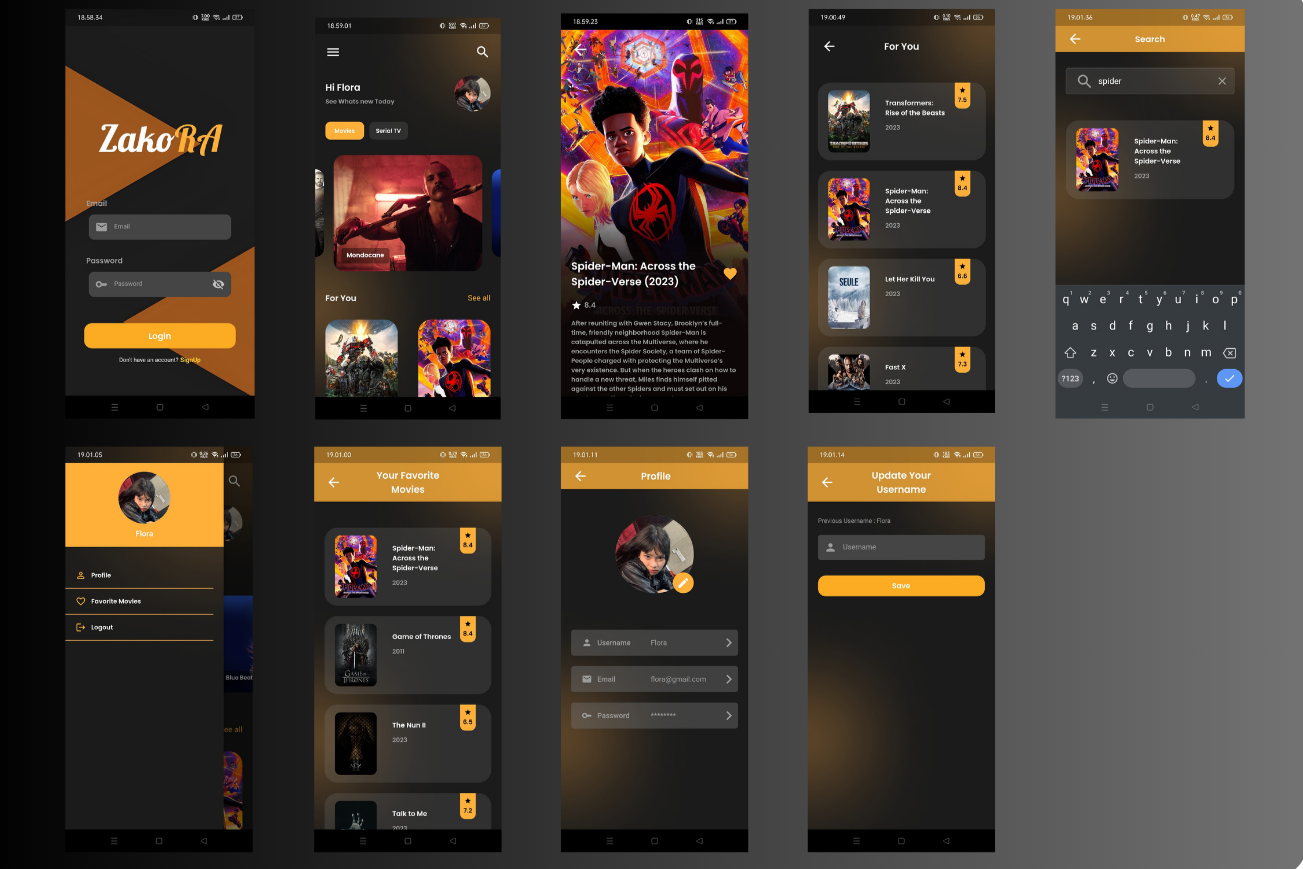 18.58.34
ZakoRA
Email
Email
Password
Password
Login
Don't have an account? SignUp
18.59.01
Hi Flora
See Whats new Today
Movies
Serial TV
Mondocane
For You
See all
18.59.23
Spider-Man: Across the
Spider-Verse (2023)
8.4
After reuniting with Gwen Stacy, Brooklyn's full-
time, friendly neighborhood Spider-Man is
catapulted across the Multiverse, where he
encounters the Spider Society, a team of Spider-
People charged with protecting the Multiverse's
very existence. But when the heroes clash on how to
handle a new threat, Miles finds himself pitted
against the other Spiders and must set out on his
19.00.49
For You
Transformers:
Rise of the Beasts
2023
7.5
Spider-Man:
Across the
Spider-Verse
2023
8.4
SEULE
Let Her Kill You
2023
6.6
Fast X
2023
7.3
19.01.36
Search
spider
Spider-Man:
Across the
Spider-Verse
2023
8.4
q w e r t y u i o p
a s d f g h j k l
z x c v b n m
?123 , .
19.01.05
Flora
Profile
Favorite Movies
Logout
Blue Beet
ee all
19.01.00
Your Favorite
Movies
Spider-Man:
Across the
Spider-Verse
2023
8.4
Game of Thrones
2011
8.4
GAME OF
THRONES
The Nun II
2023
6.5
Talk to Me
2023
7.2
19.01.11
Profile
Username Flora
Email flora@gmail.com
Password ********
19.01.14
Update Your
Username
Previous Username : Flora
Username
Save